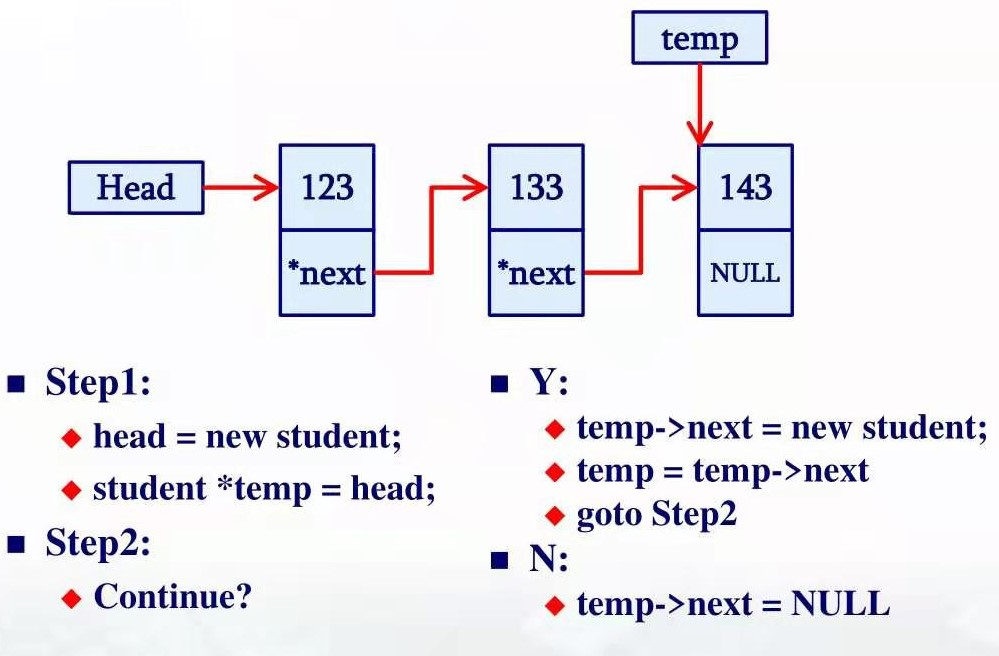 temp
Head
123
133
143
*next
*next
NULL
Step1:
head = new student;
student *temp = head;
Step2:
Continue?
Y:
temp->next = new student;
temp = temp->next
goto Step2
N:
temp->next = NULL